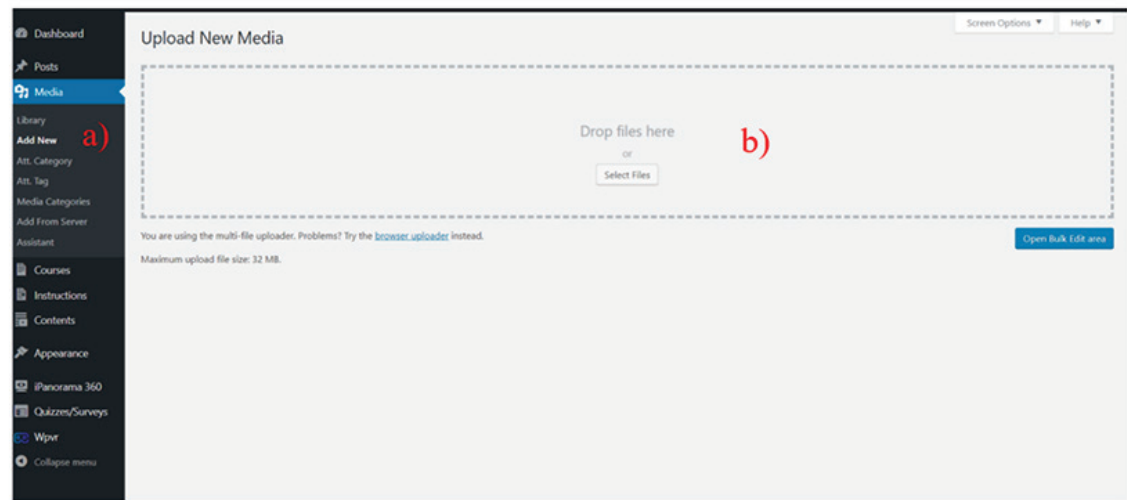 Screen Options ▼ Help ▼
Dashboard
Posts
Media
Library
Add New
a)
Att. Category
Att. Tag
Media Categories
Add From Server
Assistant
Courses
Instructions
Contents
Appearance
iPanorama 360
Quizzes/Surveys
Wpvr
Collapse menu
Upload New Media
Drop files here
or
Select Files
b)
You are using the multi-file uploader. Problems? Try the browser uploader instead.
Open Bulk Edit area
Maximum upload file size: 32 MB.